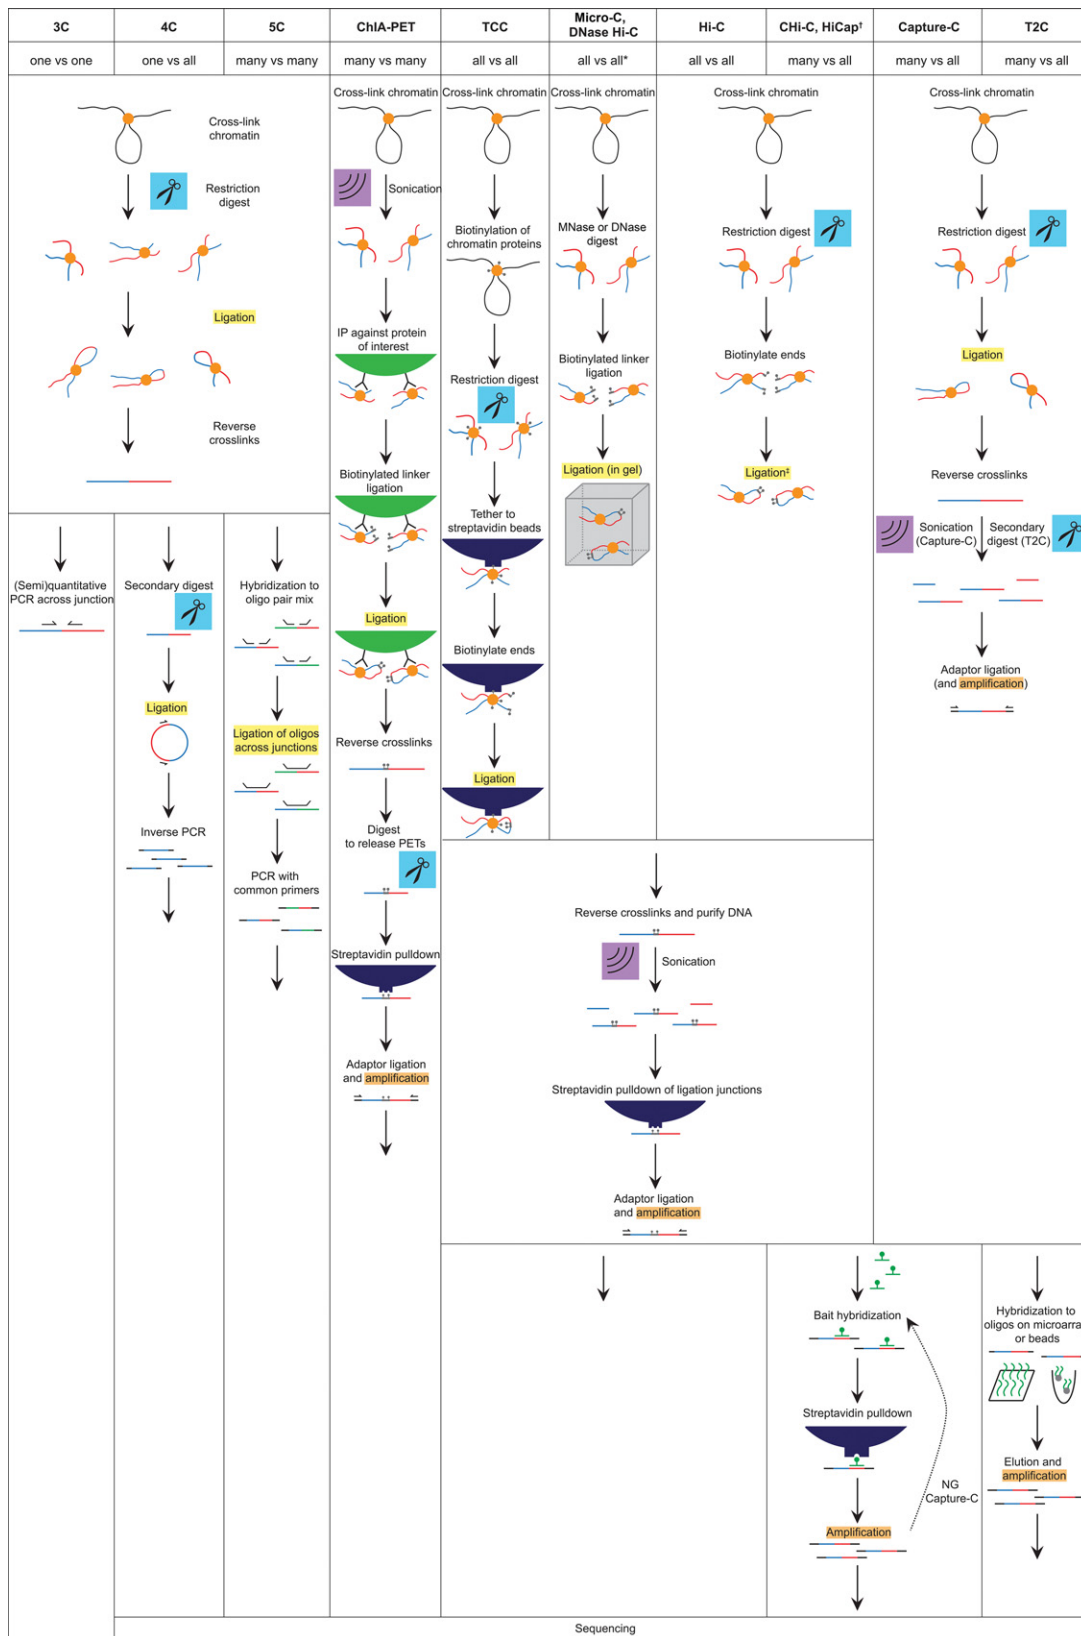 3C
4C
5C
ChIA-PET
TCC
Micro-C,
DNase Hi-C
Hi-C
CHi-C, HiCap†
Capture-C
T2C
one vs one
one vs all
many vs many
many vs many
all vs all
all vs all*
all vs all
many vs all
many vs all
many vs all
Cross-link
chromatin
Restriction
digest
Ligation
Reverse
crosslinks
(Semi)quantitative
PCR across junction
Secondary digest
Ligation
Inverse PCR
Hybridization to
oligo pair mix
Ligation of oligos
across junctions
PCR with
common primers
Cross-link chromatin
Sonication
IP against protein
of interest
Biotinylated linker
ligation
Ligation
Reverse crosslinks
Digest
to release PETs
Streptavidin pulldown
Adaptor ligation
and amplification
Cross-link chromatin
Biotinylation of
chromatin proteins
Restriction digest
Tether to
streptavidin beads
Biotinylate ends
Ligation
Cross-link chromatin
MNase or DNase
digest
Biotinylated linker
ligation
Ligation (in gel)
Cross-link chromatin
Restriction digest
Biotinylate ends
Ligation‡
Reverse crosslinks and purify DNA
Sonication
Streptavidin pulldown of ligation junctions
Adaptor ligation
and amplification
Cross-link chromatin
Restriction digest
Ligation
Reverse crosslinks
Sonication
(Capture-C)
Secondary
digest (T2C)
Adaptor ligation
(and amplification)
Bait hybridization
Streptavidin pulldown
Amplification
NG
Capture-C
Hybridization to
oligos on microarra
or beads
Elution and
amplification
Sequencing